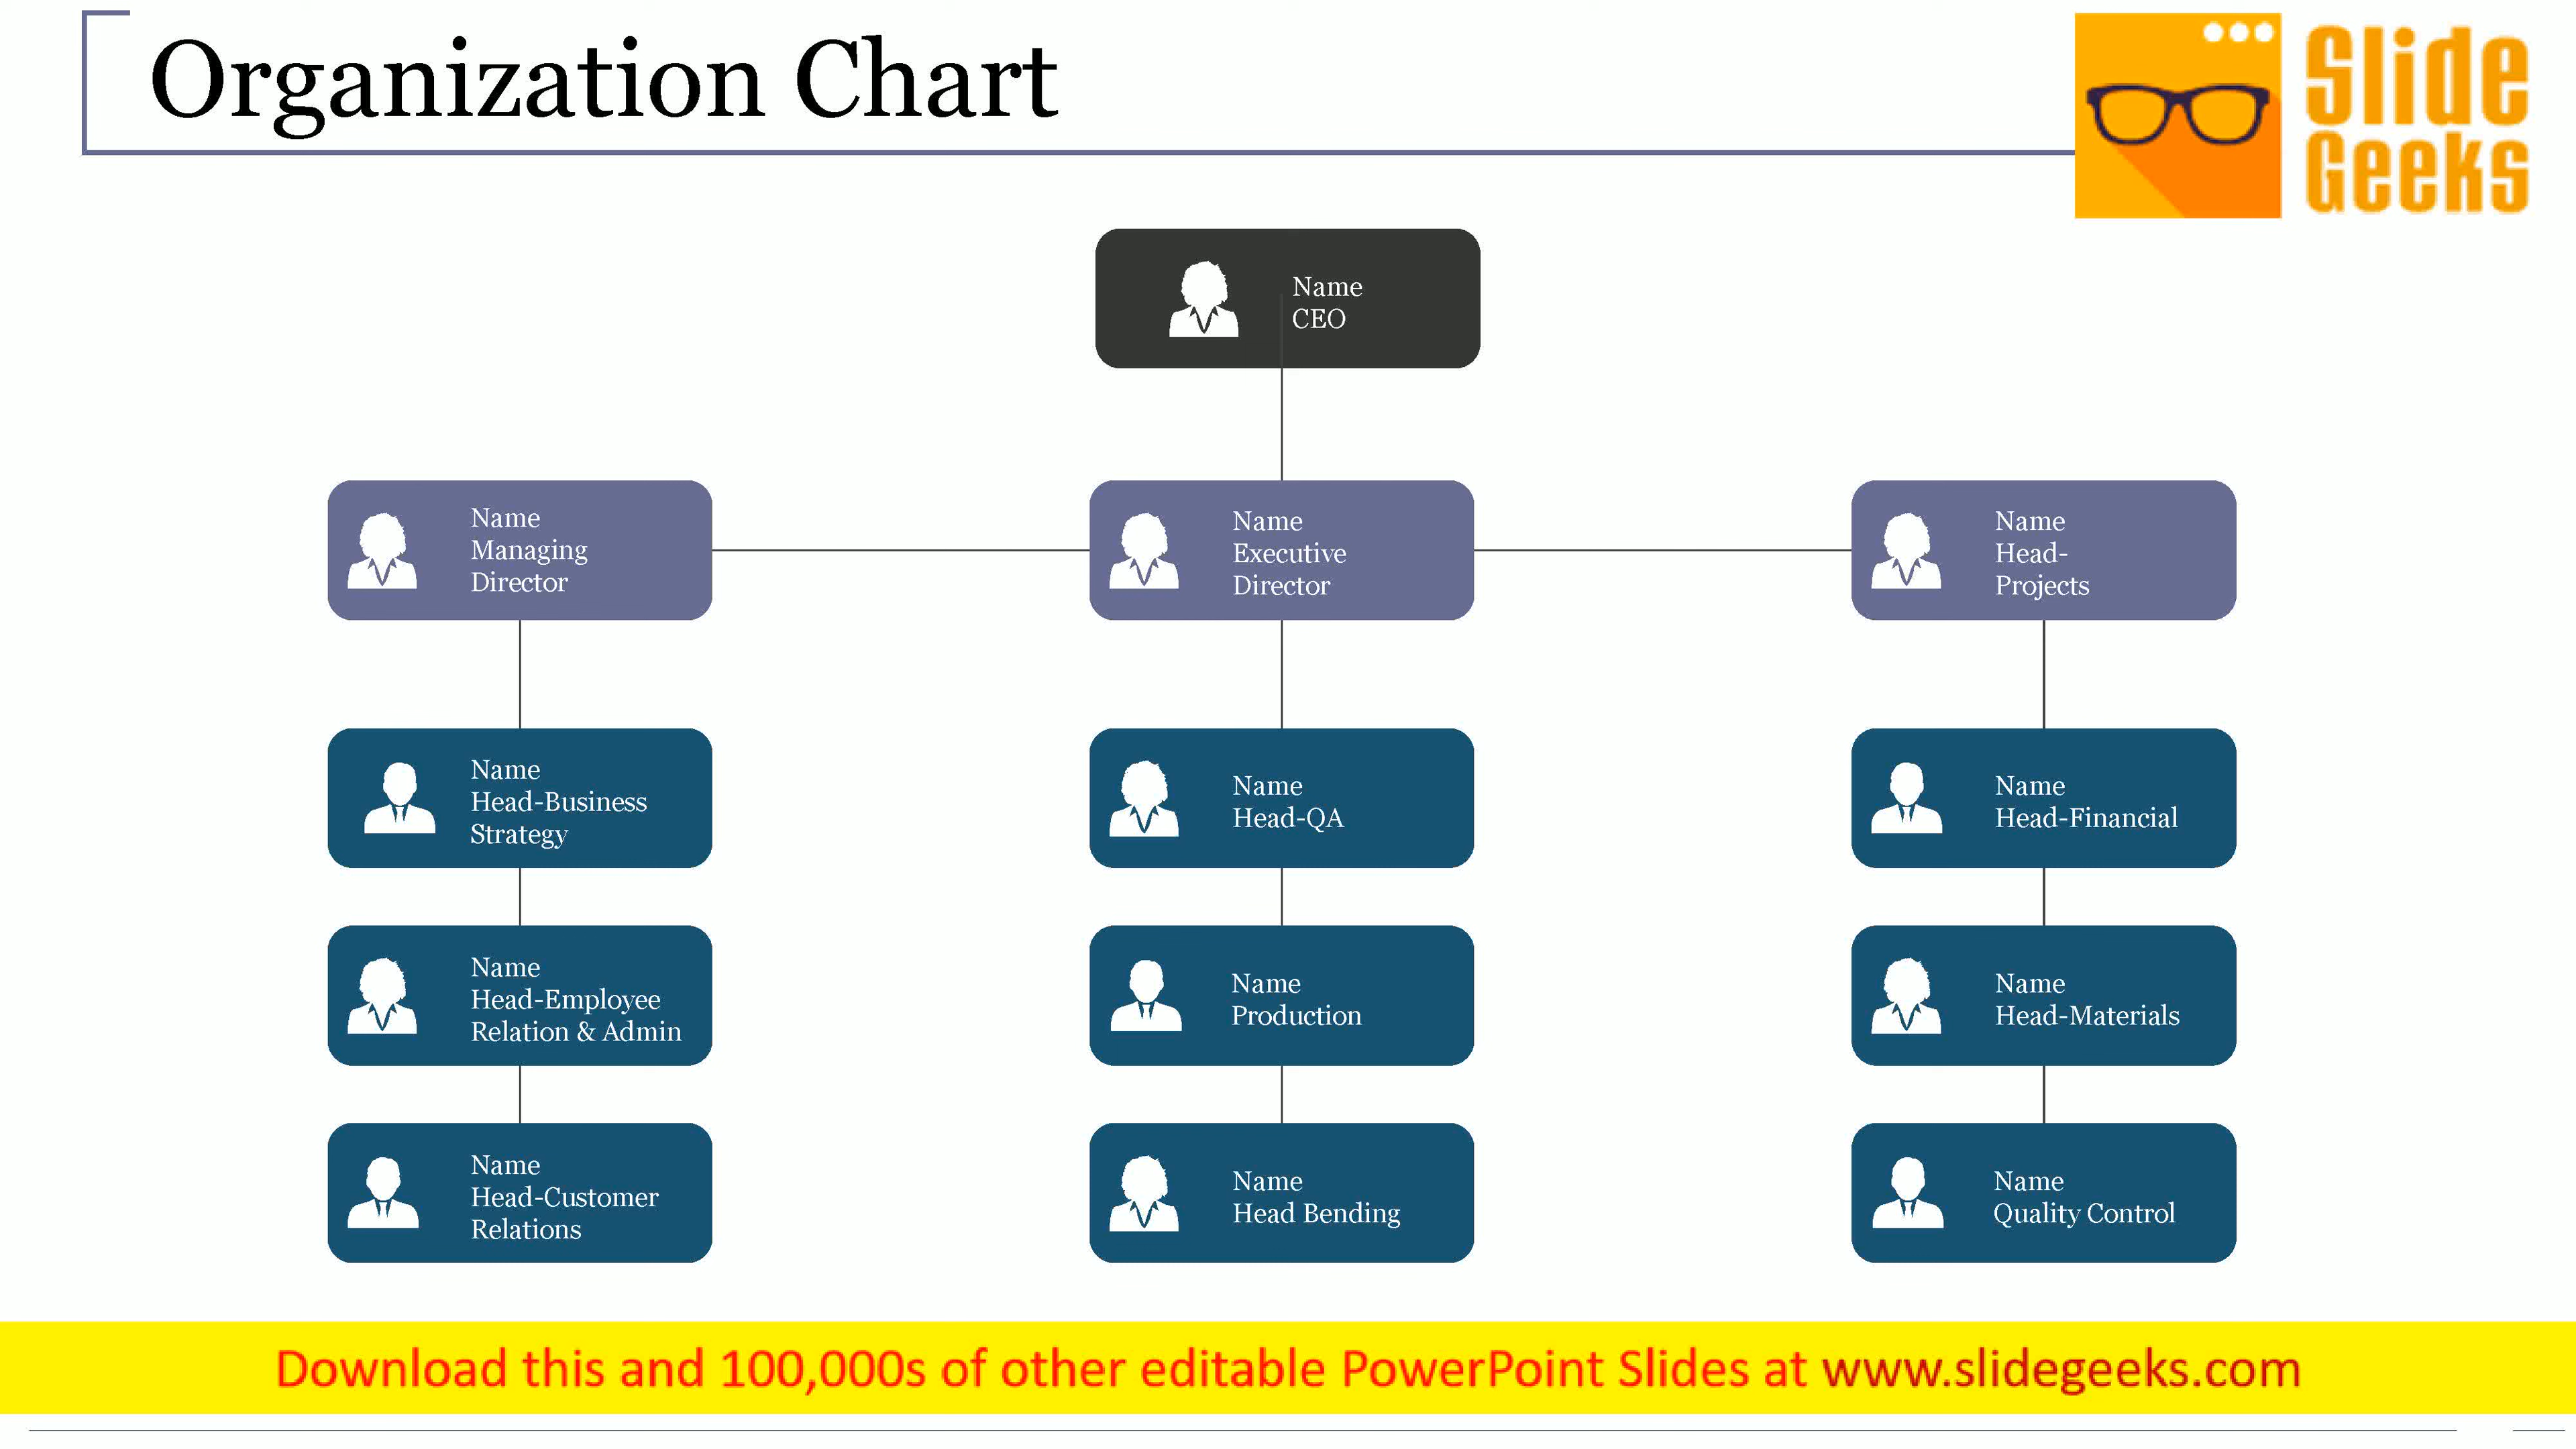 Organization Chart
Slide
Geeks
Name
CEO
Name
Managing
Director
Name
Executive
Director
Name
Head-
Projects
Name
Head-Business
Strategy
Name
Head-QA
Name
Head-Financial
Name
Head-Employee
Relation & Admin
Name
Production
Name
Head-Materials
Name
Head-Customer
Relations
Name
Head Bending
Name
Quality Control
Download this and 100,000s of other editable PowerPoint Slides at www.slidegeeks.com